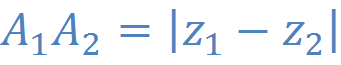 A₁A₂ = |z₁ − z₂|